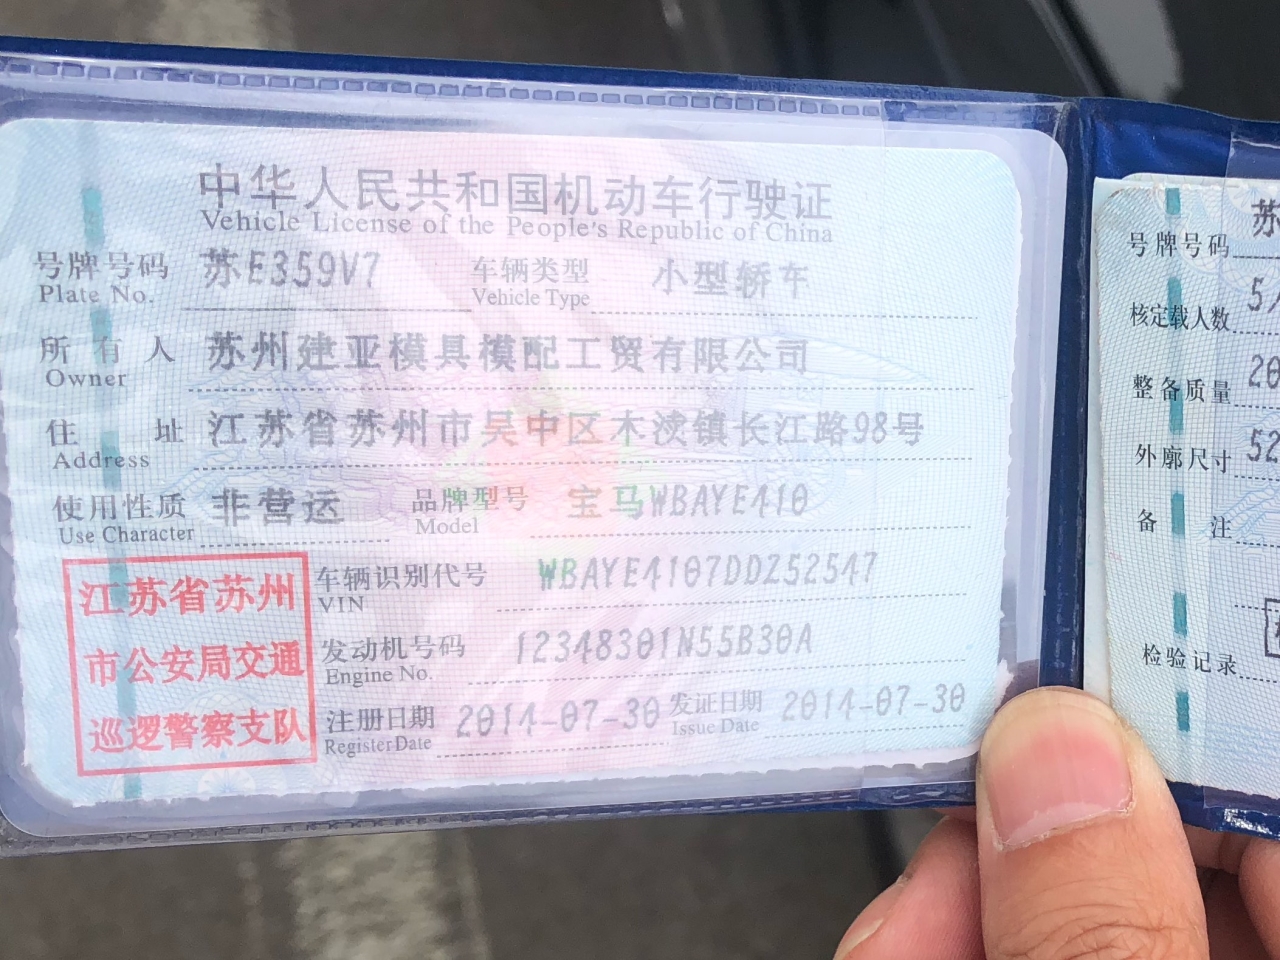 中华人民共和国机动车行驶证
Vehicle License of the People's Republic of China
号牌号码 苏E359V7 车辆类型 小型轿车
Plate No. Vehicle Type
所有人 苏州建亚模具模配工贸有限公司
Owner
住址 江苏省苏州市吴中区木渎镇长江路98号
Address
使用性质 非营运 品牌型号 宝马WBAYE410
Use Character Model
车辆识别代号 WBAYE4107DDZ52547
VIN
发动机号码 12348301N55B30A
Engine No.
注册日期 2014-07-30 发证日期 2014-07-30
Register Date Issue Date
江苏省苏州
市公安局交通
巡逻警察支队
号牌号码 苏
核定载人数 5/
整备质量 20
外廓尺寸 52
备注
检验记录